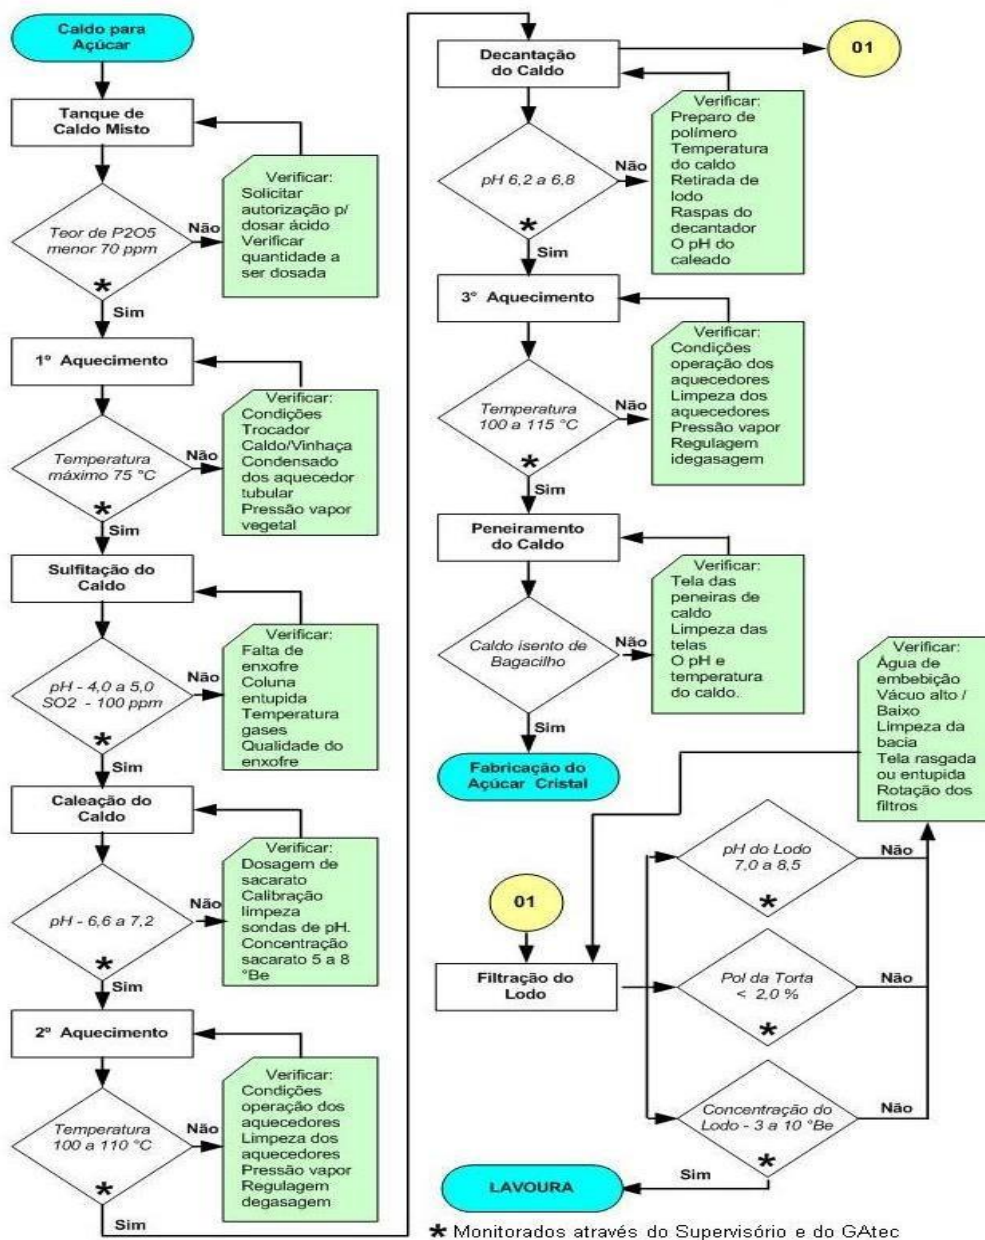 Caldo para
Açúcar
Tanque de
Caldo Misto
Verificar:
Solicitar
autorização p/
dosar ácido
Verificar
quantidade a
ser dosada
Teor de P2O5
menor 70 ppm
*
Não
Sim
1º Aquecimento
Verificar:
Condições
Trocador
Caldo/Vinhaça
Condensado
dos aquecedor
tubular
Pressão vapor
vegetal
Temperatura
máximo 75 °C
*
Não
Sim
Sulfitação do
Caldo
Verificar:
Falta de
enxofre
Coluna
entupida
Temperatura
gases
Qualidade do
enxofre
pH - 4,0 a 5,0
SO2 - 100 ppm
*
Não
Sim
Caleação do
Caldo
Verificar:
Dosagem de
sacarato
Calibração
limpeza
sondas de pH.
Concentração
sacarato 5 a 8
°Be
pH - 6,6 a 7,2
*
Não
Sim
2º Aquecimento
Verificar:
Condições
operação dos
aquecedores
Limpeza dos
aquecedores
Pressão vapor
Regulagem
degasagem
Temperatura
100 a 110 °C
*
Não
Sim
Decantação
do Caldo
01
Verificar:
Preparo de
polímero
Temperatura
do caldo
Retirada de
lodo
Raspas do
decantador
O pH do
caleado
pH 6,2 a 6,8
*
Não
Sim
3º Aquecimento
Verificar:
Condições
operação dos
aquecedores
Limpeza dos
aquecedores
Pressão vapor
Regulagem
idegasagem
Temperatura
100 a 115 °C
*
Não
Sim
Peneiramento
do Caldo
Verificar:
Tela das
peneiras de
caldo
Limpeza das
telas
O pH e
temperatura
do caldo.
Caldo isento de
Bagacilho
Não
Sim
Fabricação do
Açúcar Cristal
Verificar:
Água de
embebição
Vácuo alto /
Baixo
Limpeza da
bacia
Tela rasgada
ou entupida
Rotação dos
filtros
01
Filtração do
Lodo
pH do Lodo
7,0 a 8,5
*
Não
Pol da Torta
< 2,0 %
*
Não
Concentração do
Lodo - 3 a 10 °Be
*
Não
Sim
LAVOURA
* Monitorados através do Supervisório e do GAtec